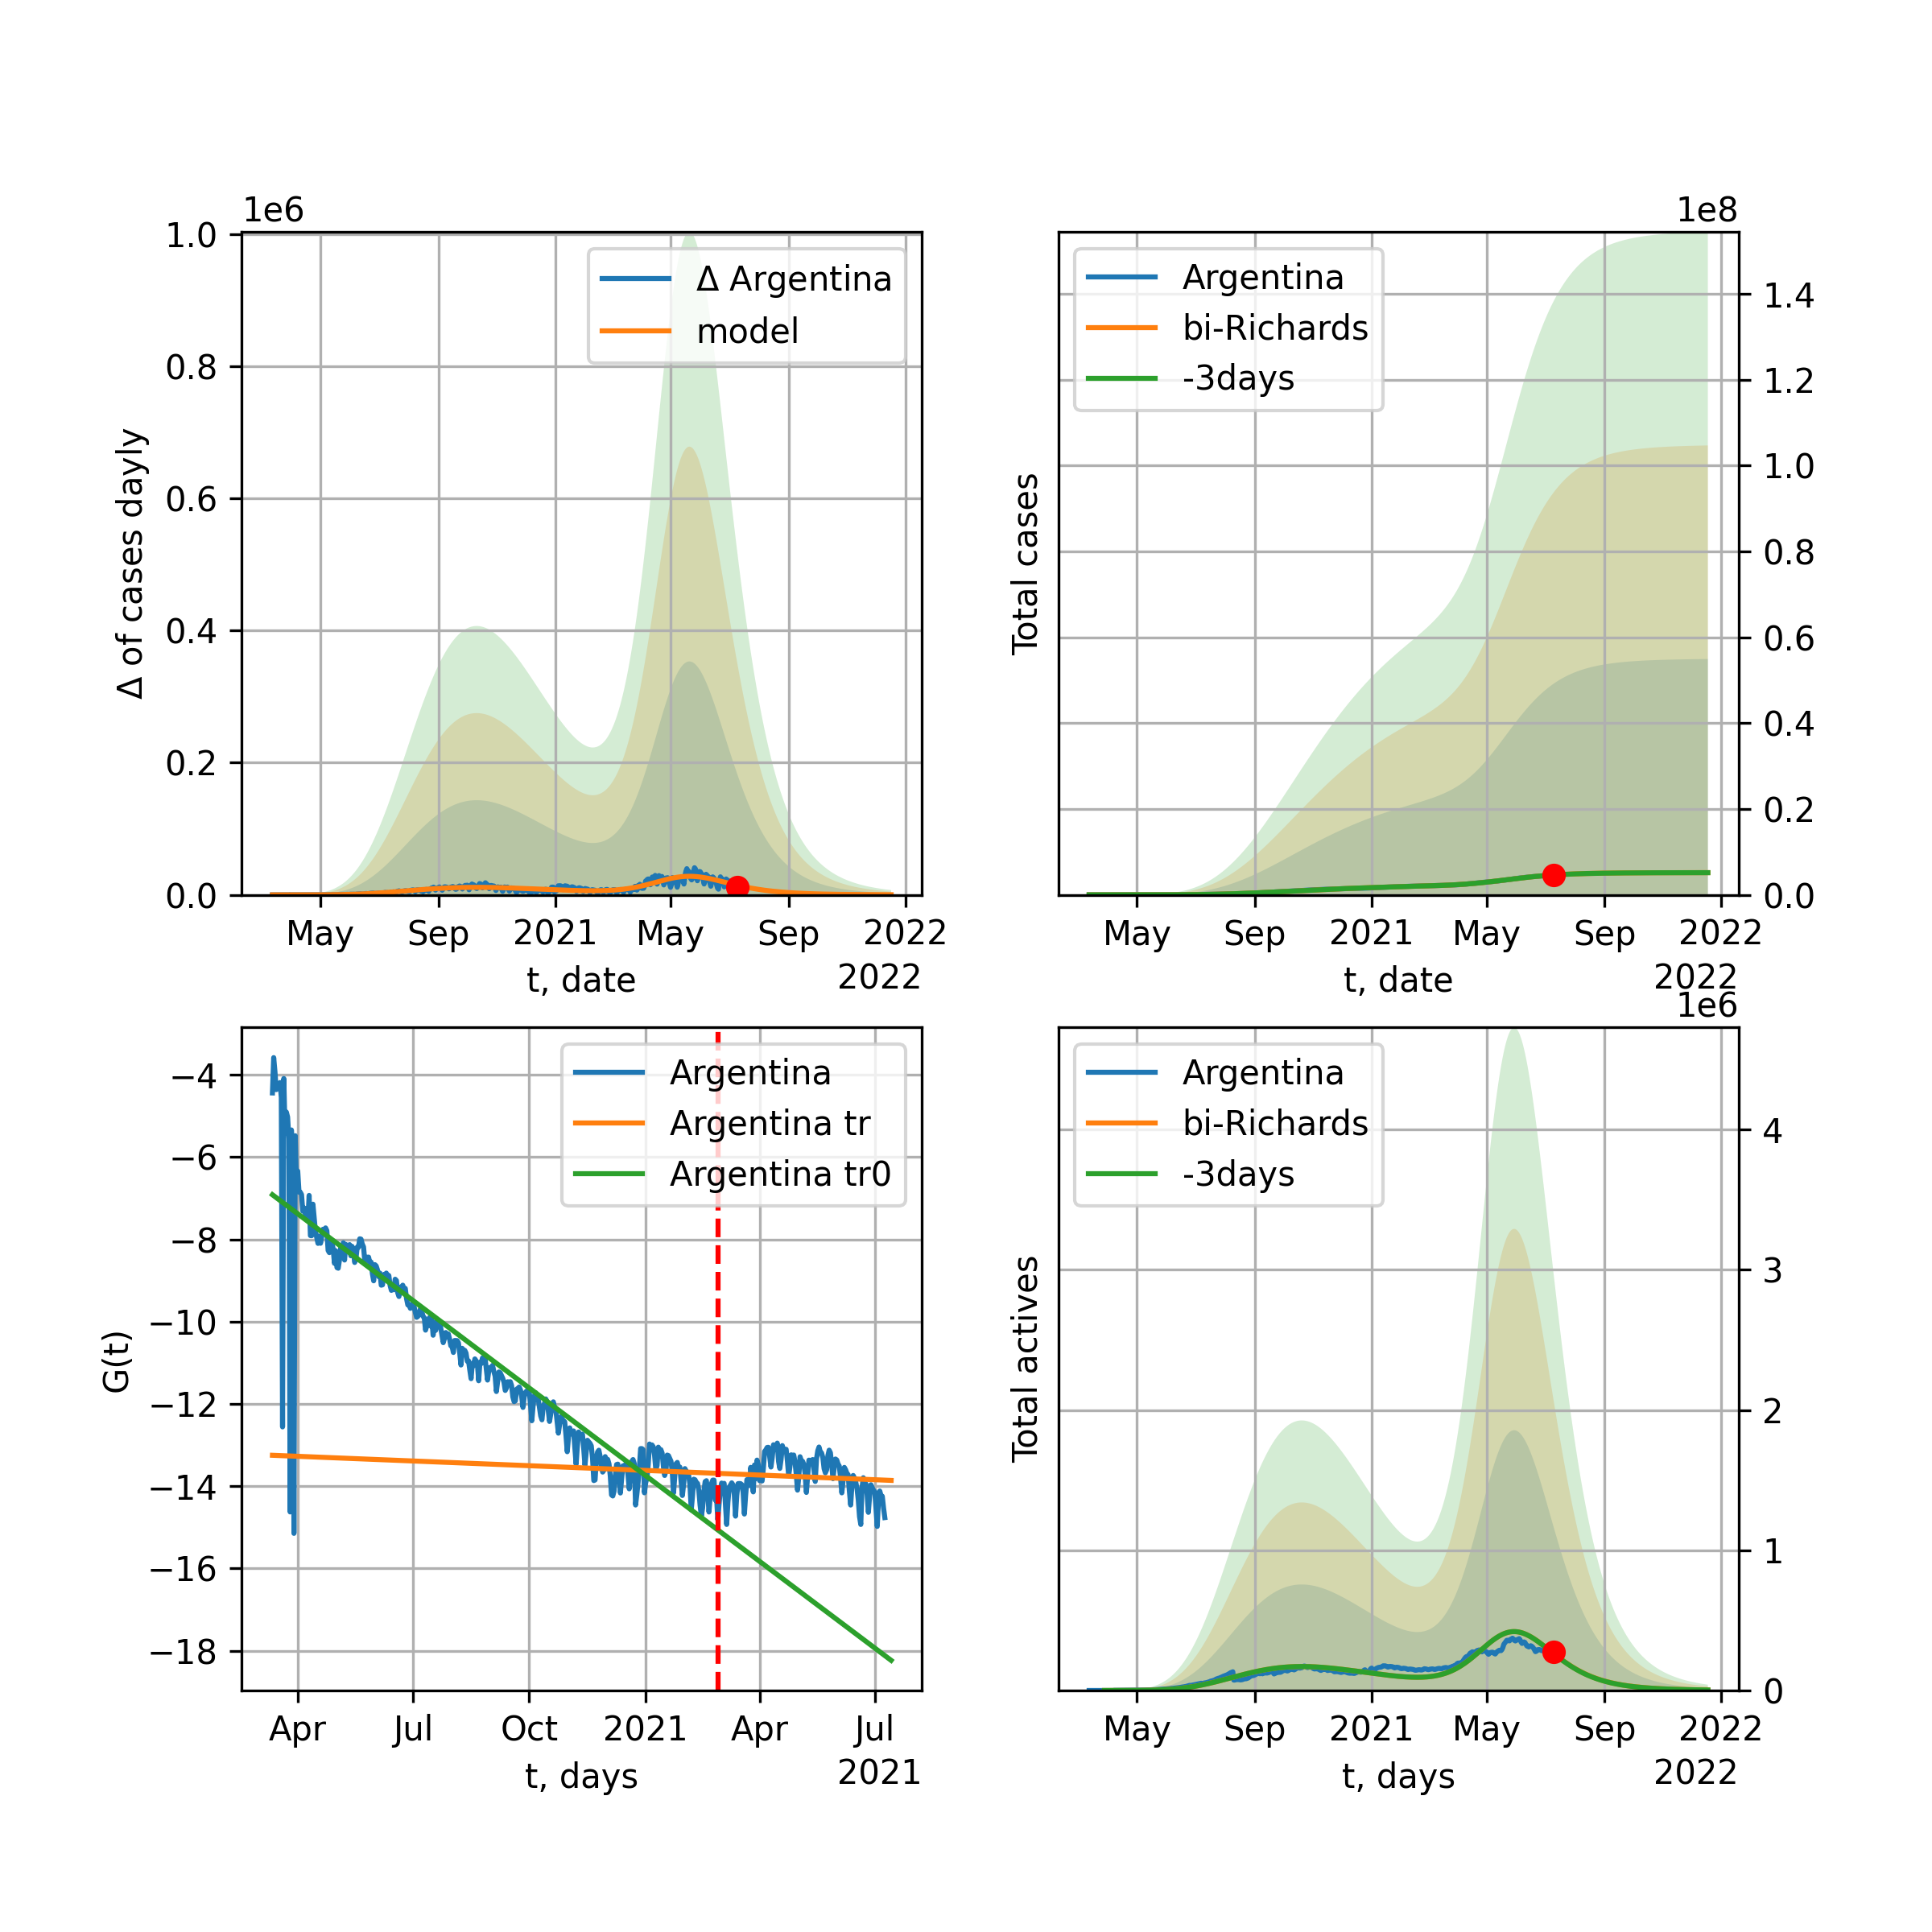 1e6
1.0
0.8
0.6
0.4
0.2
0.0
Δ of cases dayly
Δ Argentina
model
May Sep 2021 May Sep 2022
t, date
2022
1e8
Argentina
bi-Richards
-3days
Total cases
1.4
1.2
1.0
0.8
0.6
0.4
0.2
0.0
May Sep 2021 May Sep 2022
t, date
2022
−4
−6
−8
−10
−12
−14
−16
−18
G(t)
Argentina
Argentina tr
Argentina tr0
Apr Jul Oct 2021 Apr Jul
t, days
2021
1e6
Argentina
bi-Richards
-3days
Total actives
4
3
2
1
0
May Sep 2021 May Sep 2022
t, days
2022